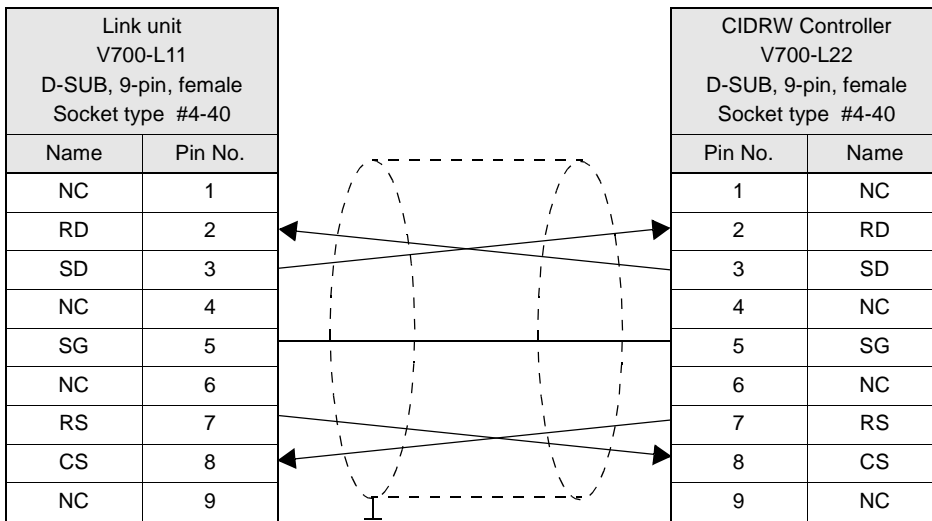 Link unit
V700-L11
D-SUB, 9-pin, female
Socket type #4-40
CIDRW Controller
V700-L22
D-SUB, 9-pin, female
Socket type #4-40
Name Pin No. Pin No. Name
NC 1 1 NC
RD 2 2 RD
SD 3 3 SD
NC 4 4 NC
SG 5 5 SG
NC 6 6 NC
RS 7 7 RS
CS 8 8 CS
NC 9 9 NC